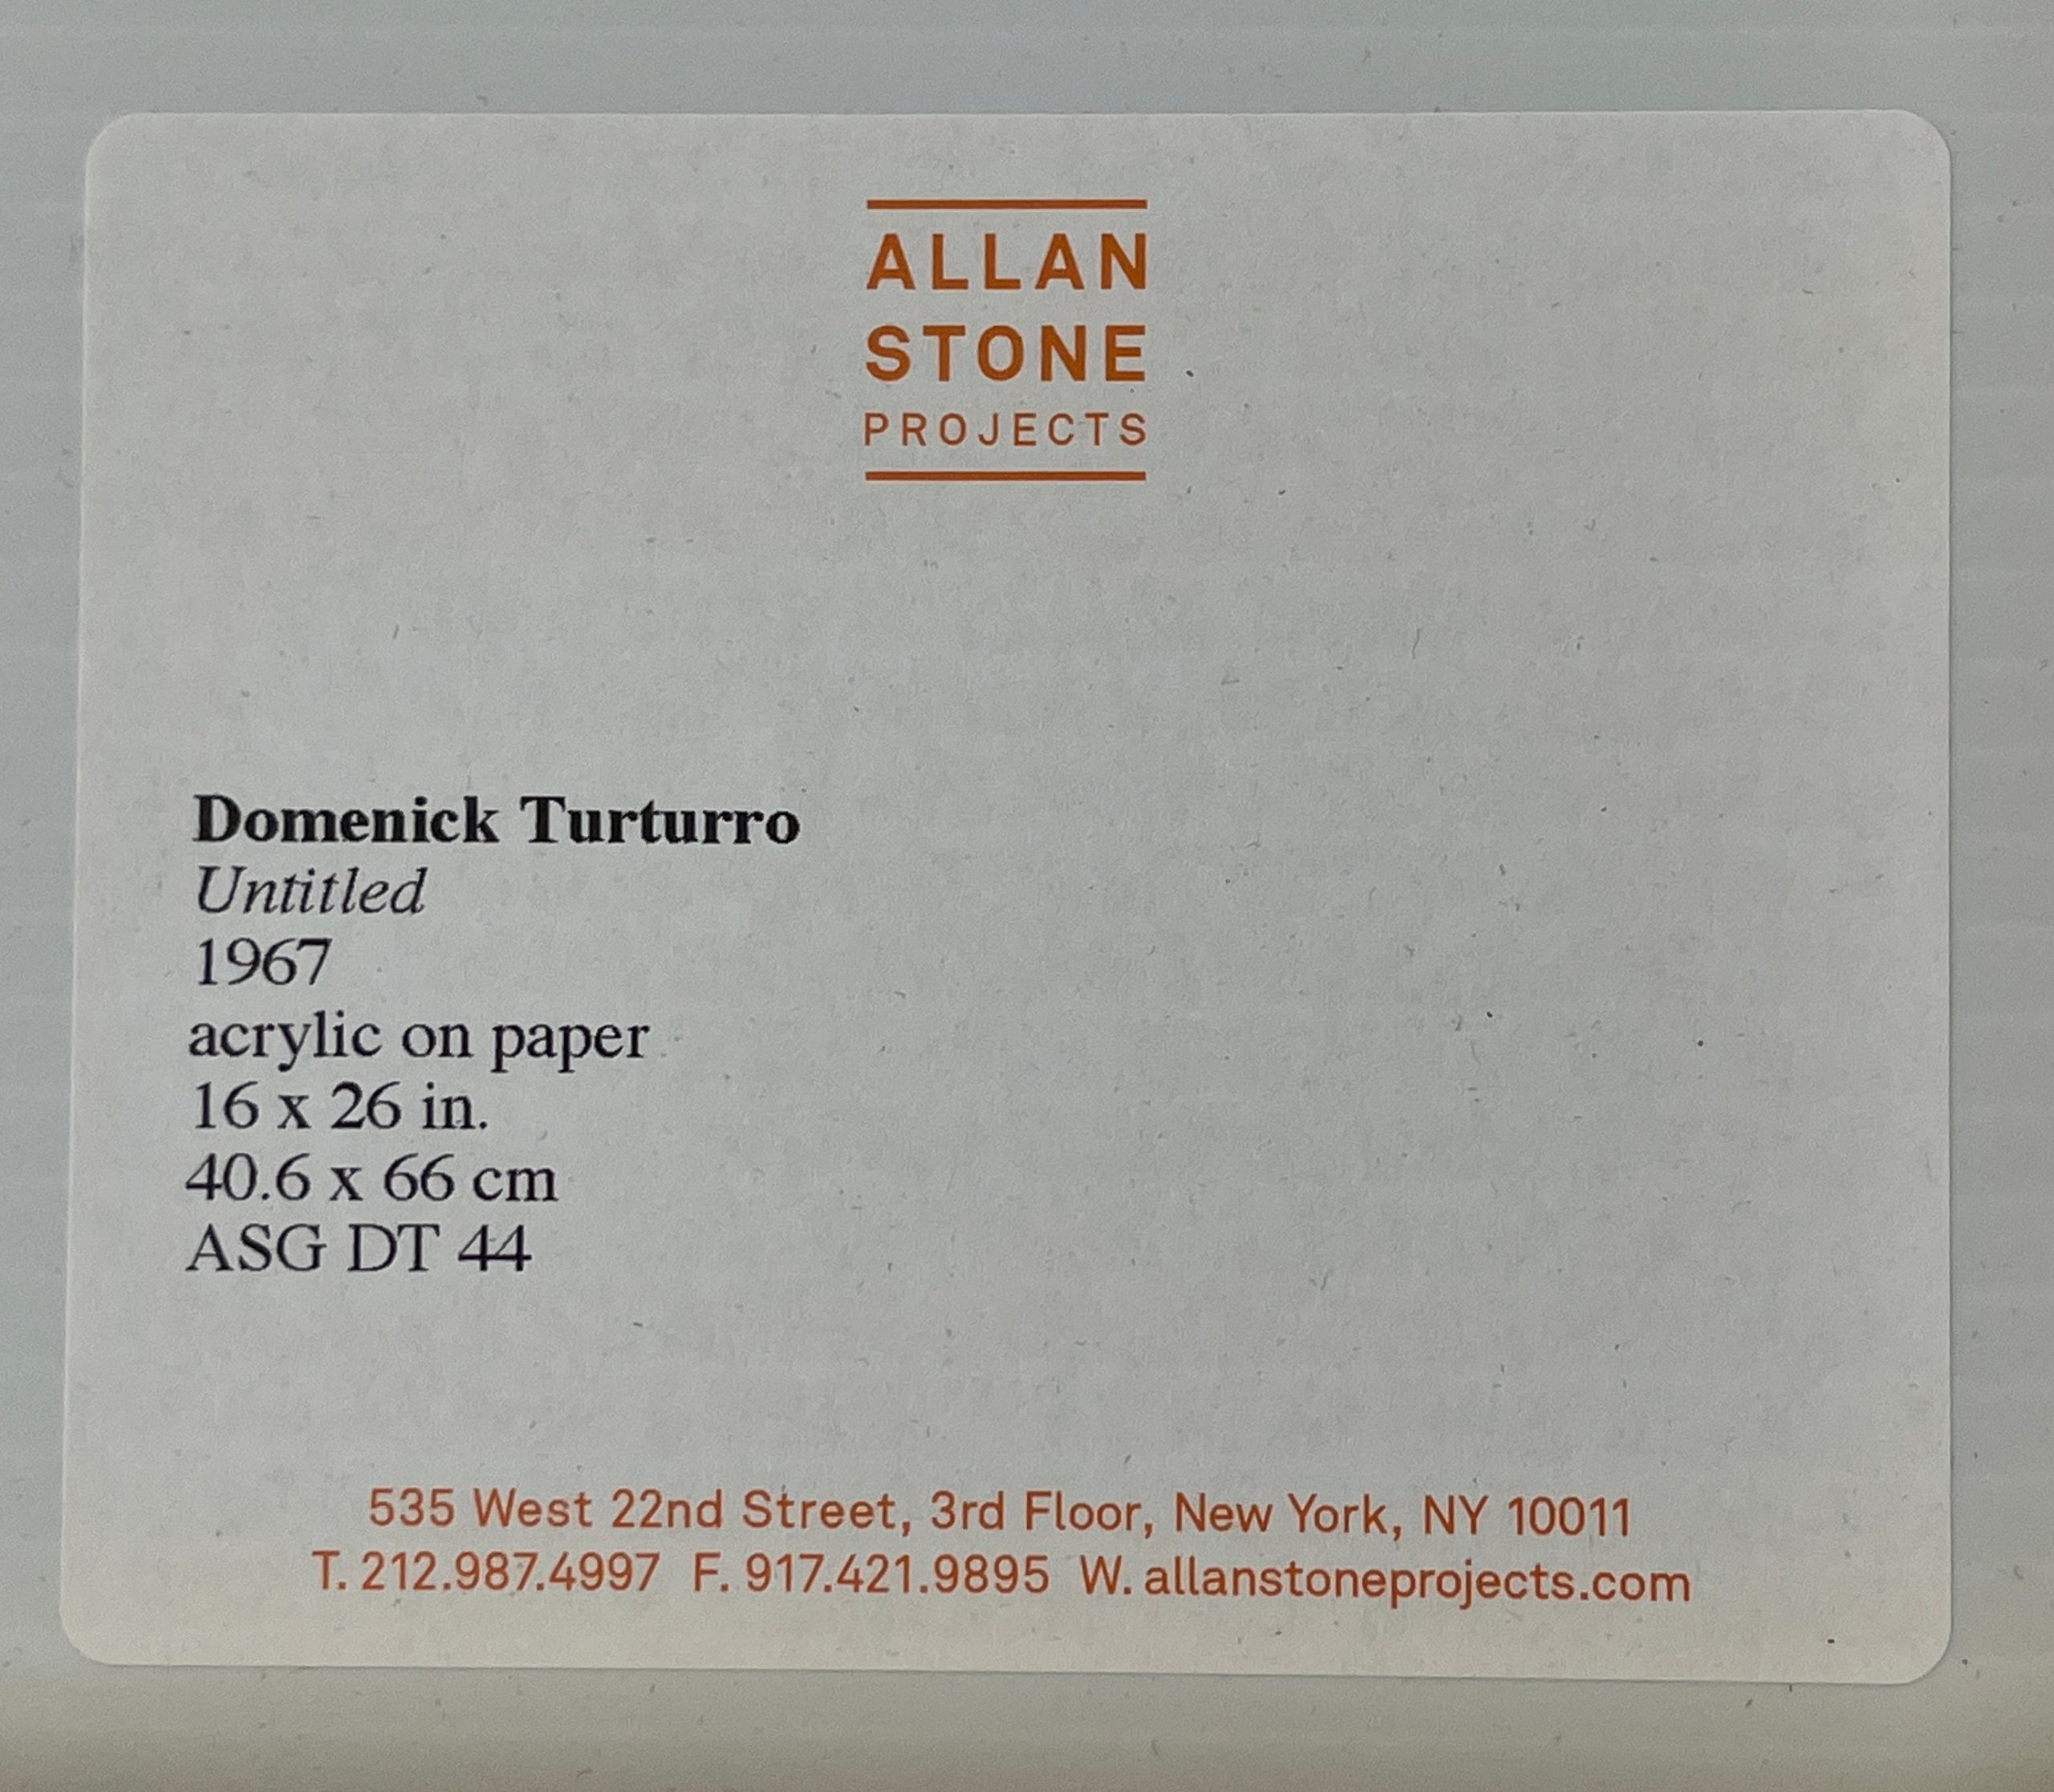 ALLAN
STONE
PROJECTS
Domenick Turturro
Untitled
1967
acrylic on paper
16 x 26 in.
40.6 x 66 cm
ASG DT 44
535 West 22nd Street, 3rd Floor, New York, NY 10011
T. 212.987.4997 F. 917.421.9895 W. allanstoneprojects.com